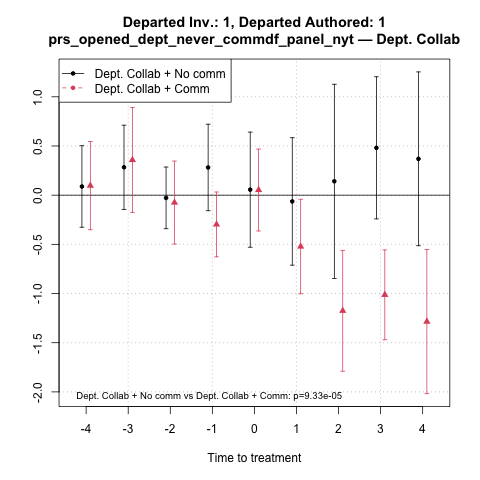 Departed Inv.: 1, Departed Authored: 1
prs_opened_dept_never_commdf_panel_nyt — Dept. Collab
Dept. Collab + No comm
Dept. Collab + Comm
1.0
0.5
0.0
-0.5
-1.0
-1.5
-2.0
Dept. Collab + No comm vs Dept. Collab + Comm: p=9.33e-05
-4 -3 -2 -1 0 1 2 3 4
Time to treatment